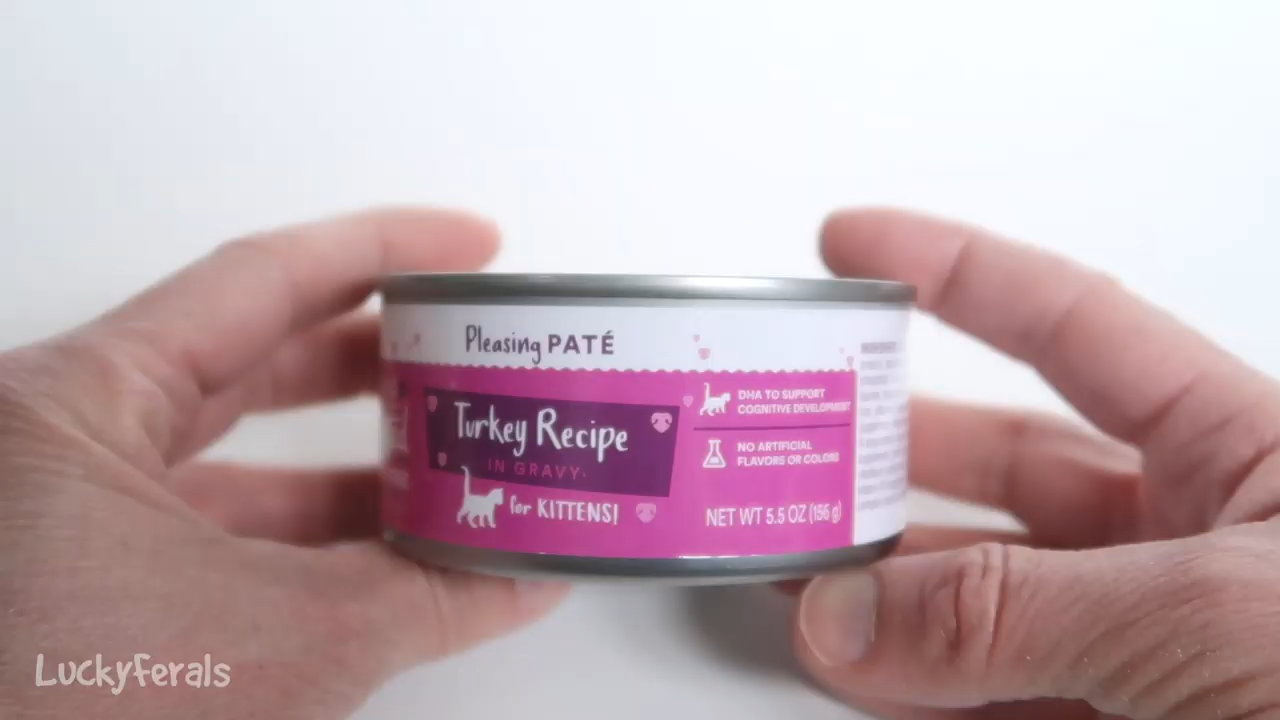 Pleasing PATÉ
Turkey Recipe
IN GRAVY
for KITTENS!
DHA TO SUPPORT
COGNITIVE DEVELOPMENT
NO ARTIFICIAL
FLAVORS OR COLORS
NET WT 5.5 OZ (156 g)
LuckyFerals